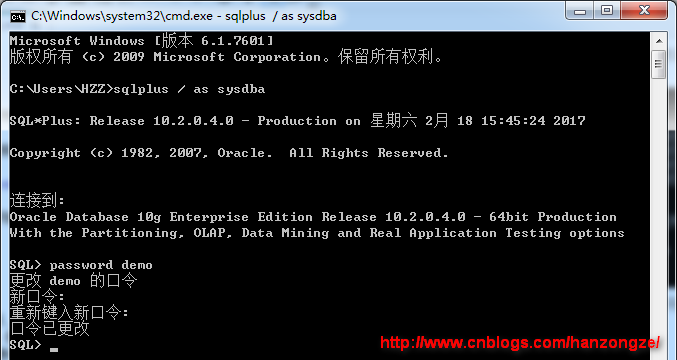 C:\Windows\system32\cmd.exe - sqlplus / as sysdba
Microsoft Windows [版本 6.1.7601]
版权所有 (c) 2009 Microsoft Corporation。保留所有权利。
C:\Users\HZZ>sqlplus / as sysdba
SQL*Plus: Release 10.2.0.4.0 - Production on 星期六 2月 18 15:45:24 2017
Copyright (c) 1982, 2007, Oracle.  All Rights Reserved.
连接到:
Oracle Database 10g Enterprise Edition Release 10.2.0.4.0 - 64bit Production
With the Partitioning, OLAP, Data Mining and Real Application Testing options
SQL> password demo
更改 demo 的口令
新口令:
重新键入新口令:
口令已更改
SQL>
http://www.cnblogs.com/hanzongze/